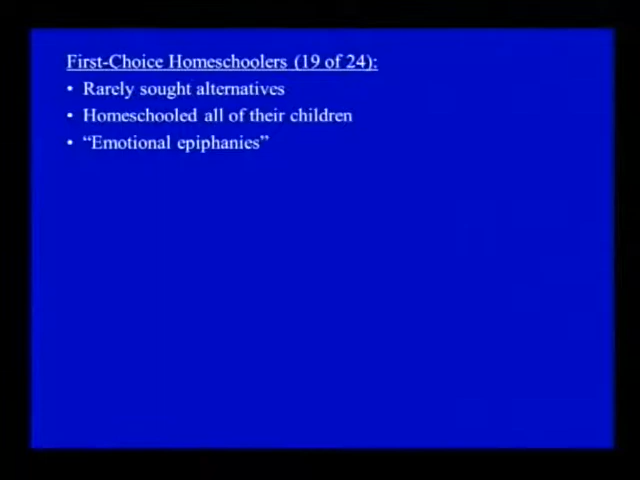 First-Choice Homeschoolers (19 of 24):
• Rarely sought alternatives
• Homeschooled all of their children
• “Emotional epiphanies”